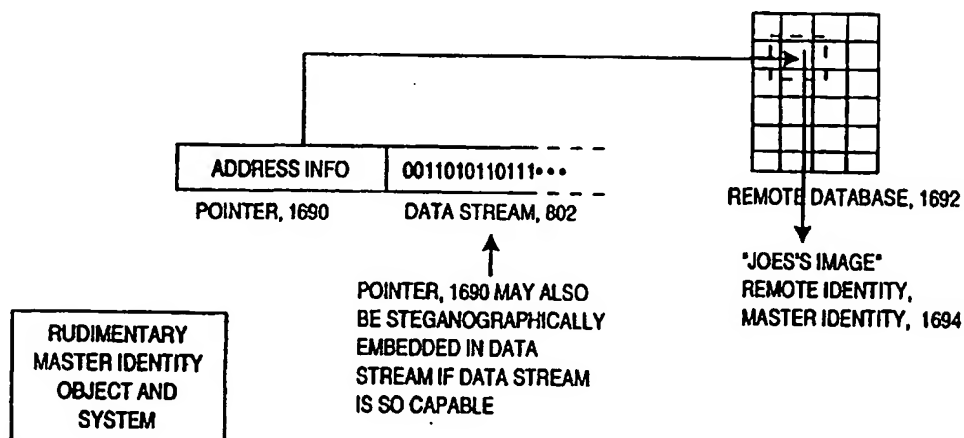 ADDRESS INFO
0011010110111•••
POINTER, 1690
DATA STREAM, 802
REMOTE DATABASE, 1692
POINTER, 1690 MAY ALSO
BE STEGANOGRAPHICALLY
EMBEDDED IN DATA
STREAM IF DATA STREAM
IS SO CAPABLE
"JOES'S IMAGE"
REMOTE IDENTITY,
MASTER IDENTITY, 1694
RUDIMENTARY
MASTER IDENTITY
OBJECT AND
SYSTEM